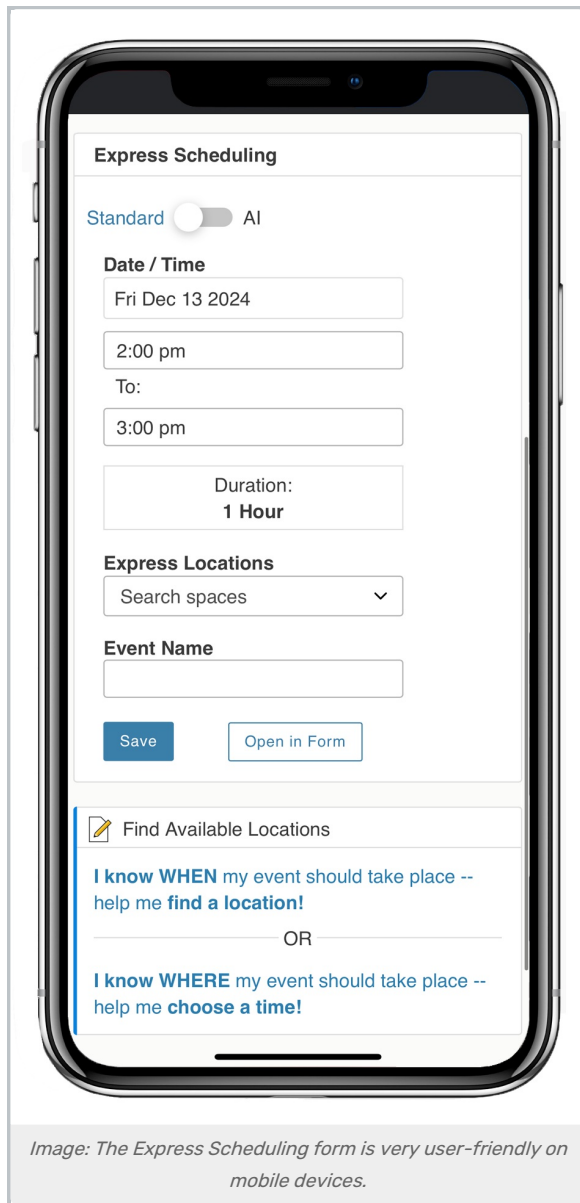 Express Scheduling
Standard AI
Date / Time
Fri Dec 13 2024
2:00 pm
To:
3:00 pm
Duration:
1 Hour
Express Locations
Search spaces
Event Name
Save Open in Form
Find Available Locations
I know WHEN my event should take place --
help me find a location!
OR
I know WHERE my event should take place --
help me choose a time!
Image: The Express Scheduling form is very user-friendly on
mobile devices.